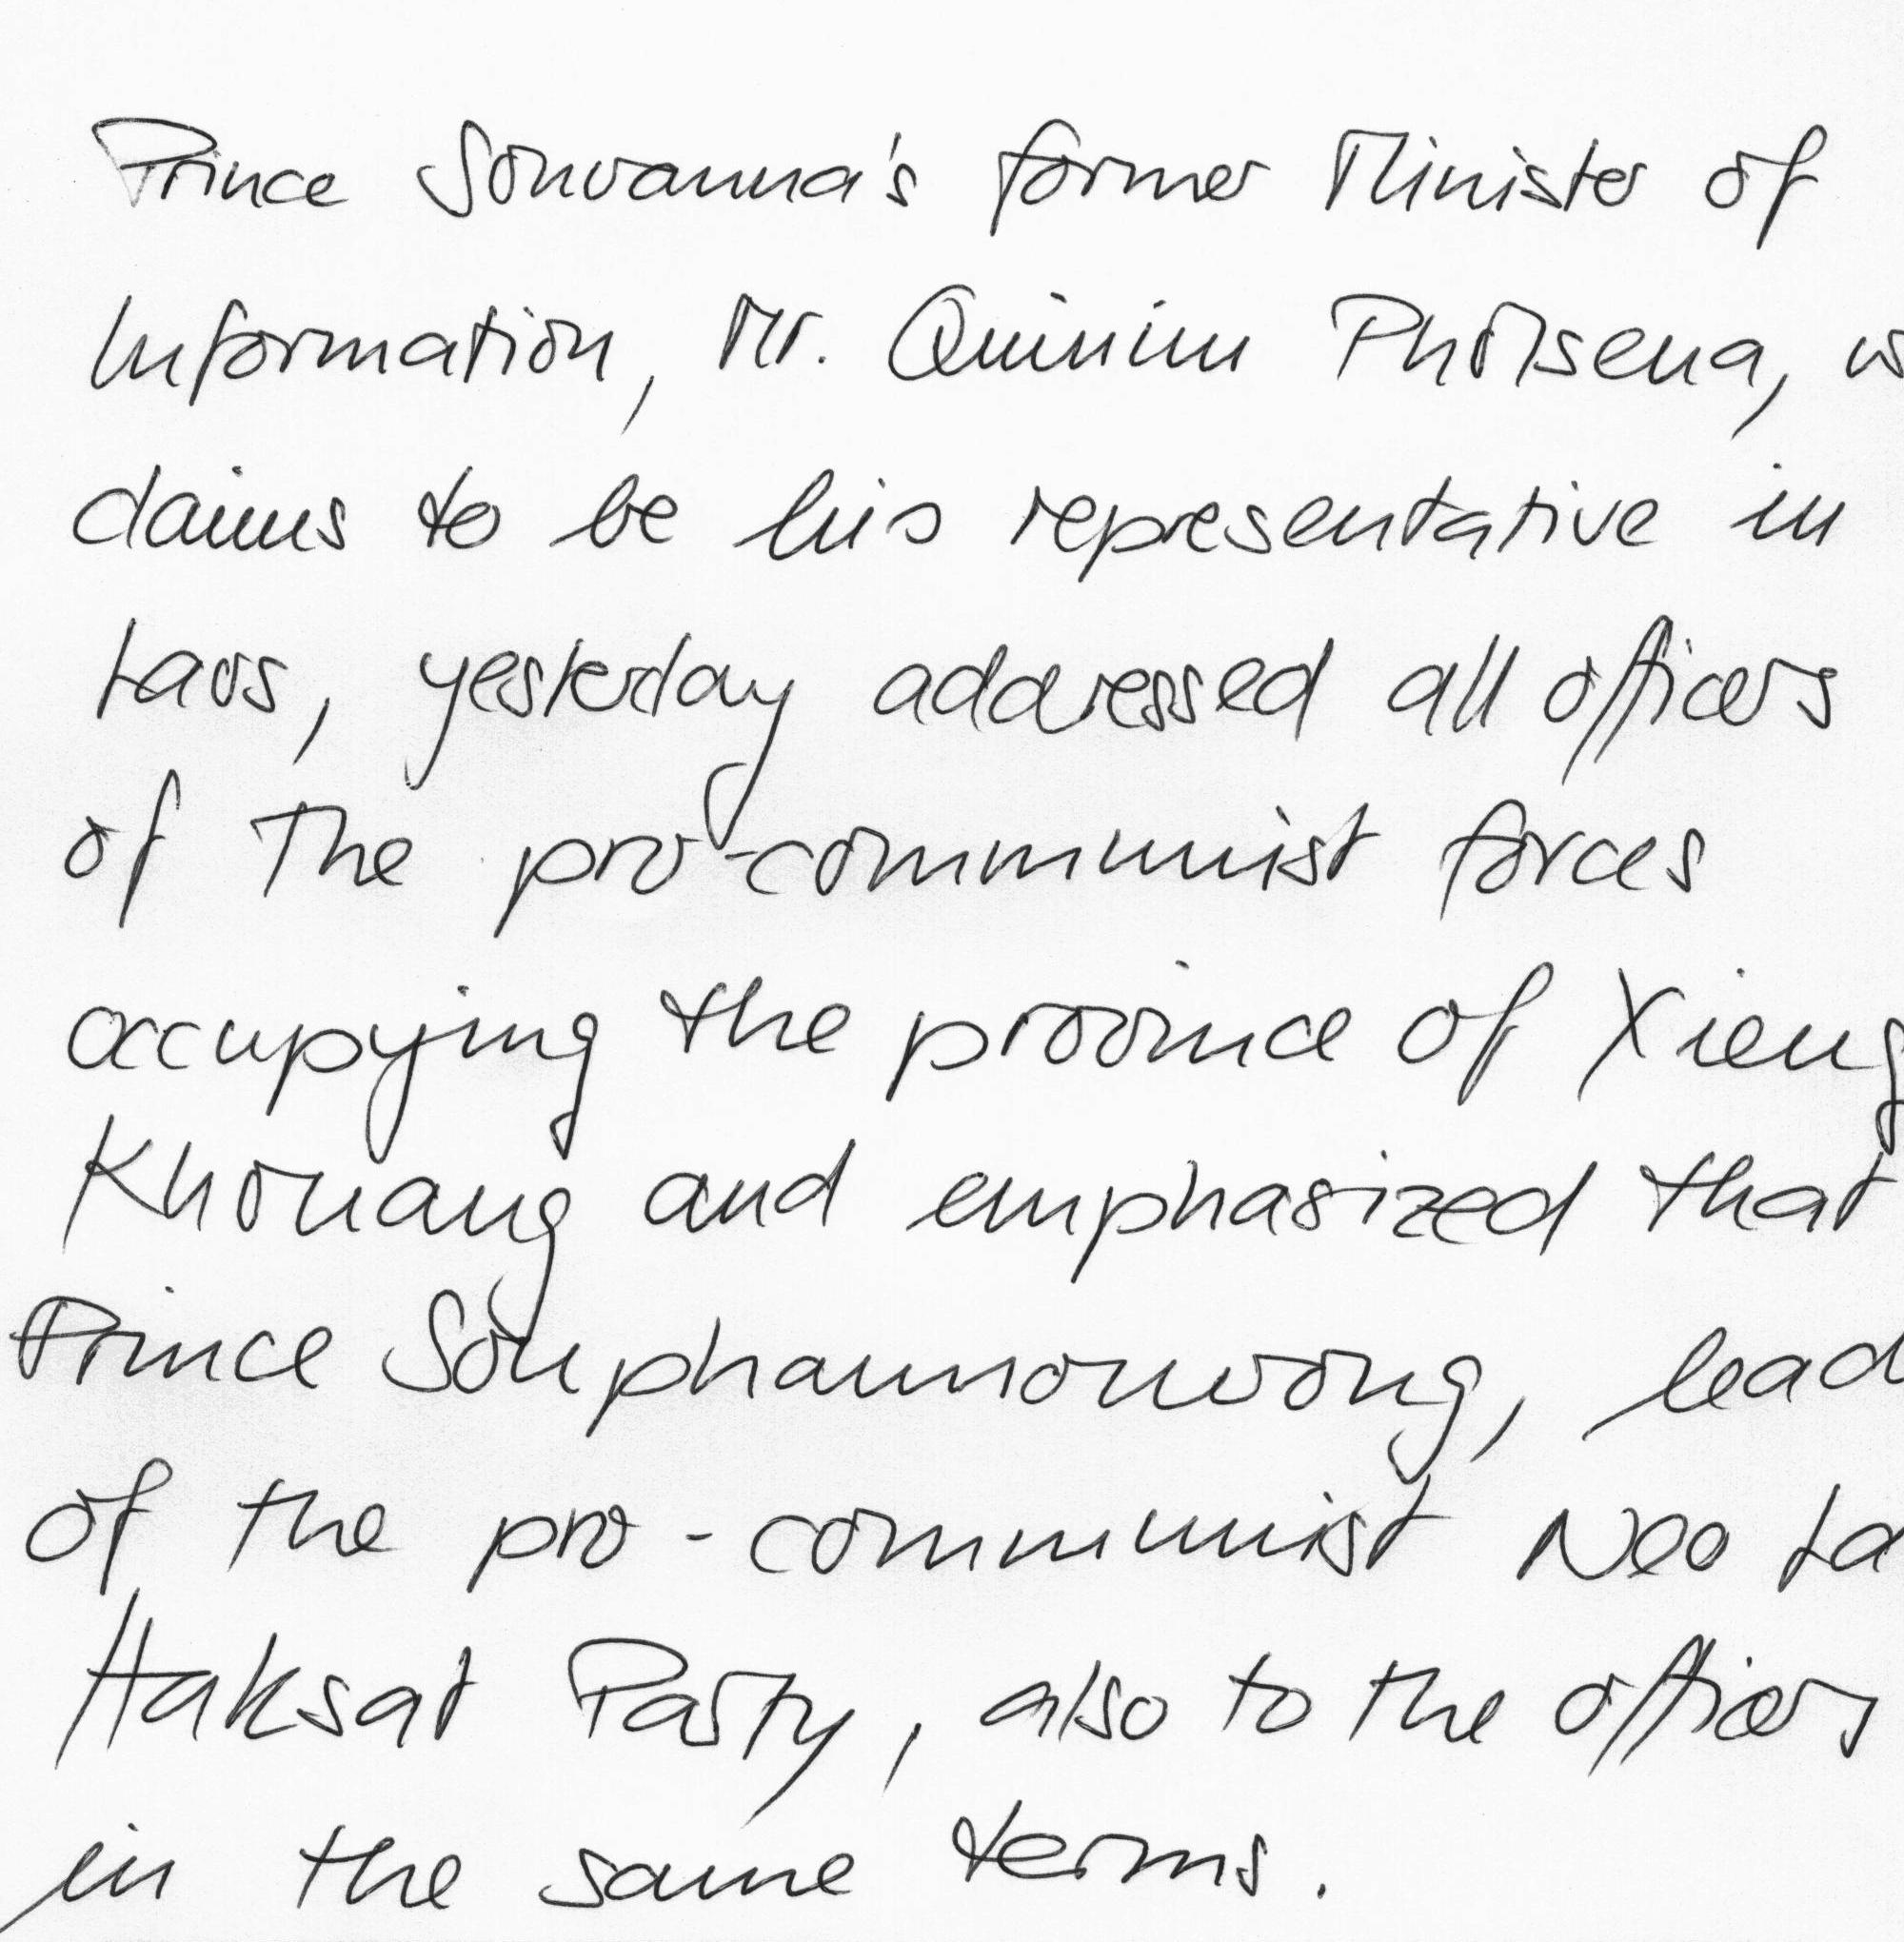 Prince Souvanna's former Minister of
Information, Mr. Quinim Pholsena, w
claims to be his representative in
Laos, yesterday addressed all officers
of the pro-communist forces
occupying the province of Xieng
Khouang and emphasized that
Prince Souphannouvong, lead
of the pro-communist Neo La
Haksat Party, also to the officers
in the same terms.